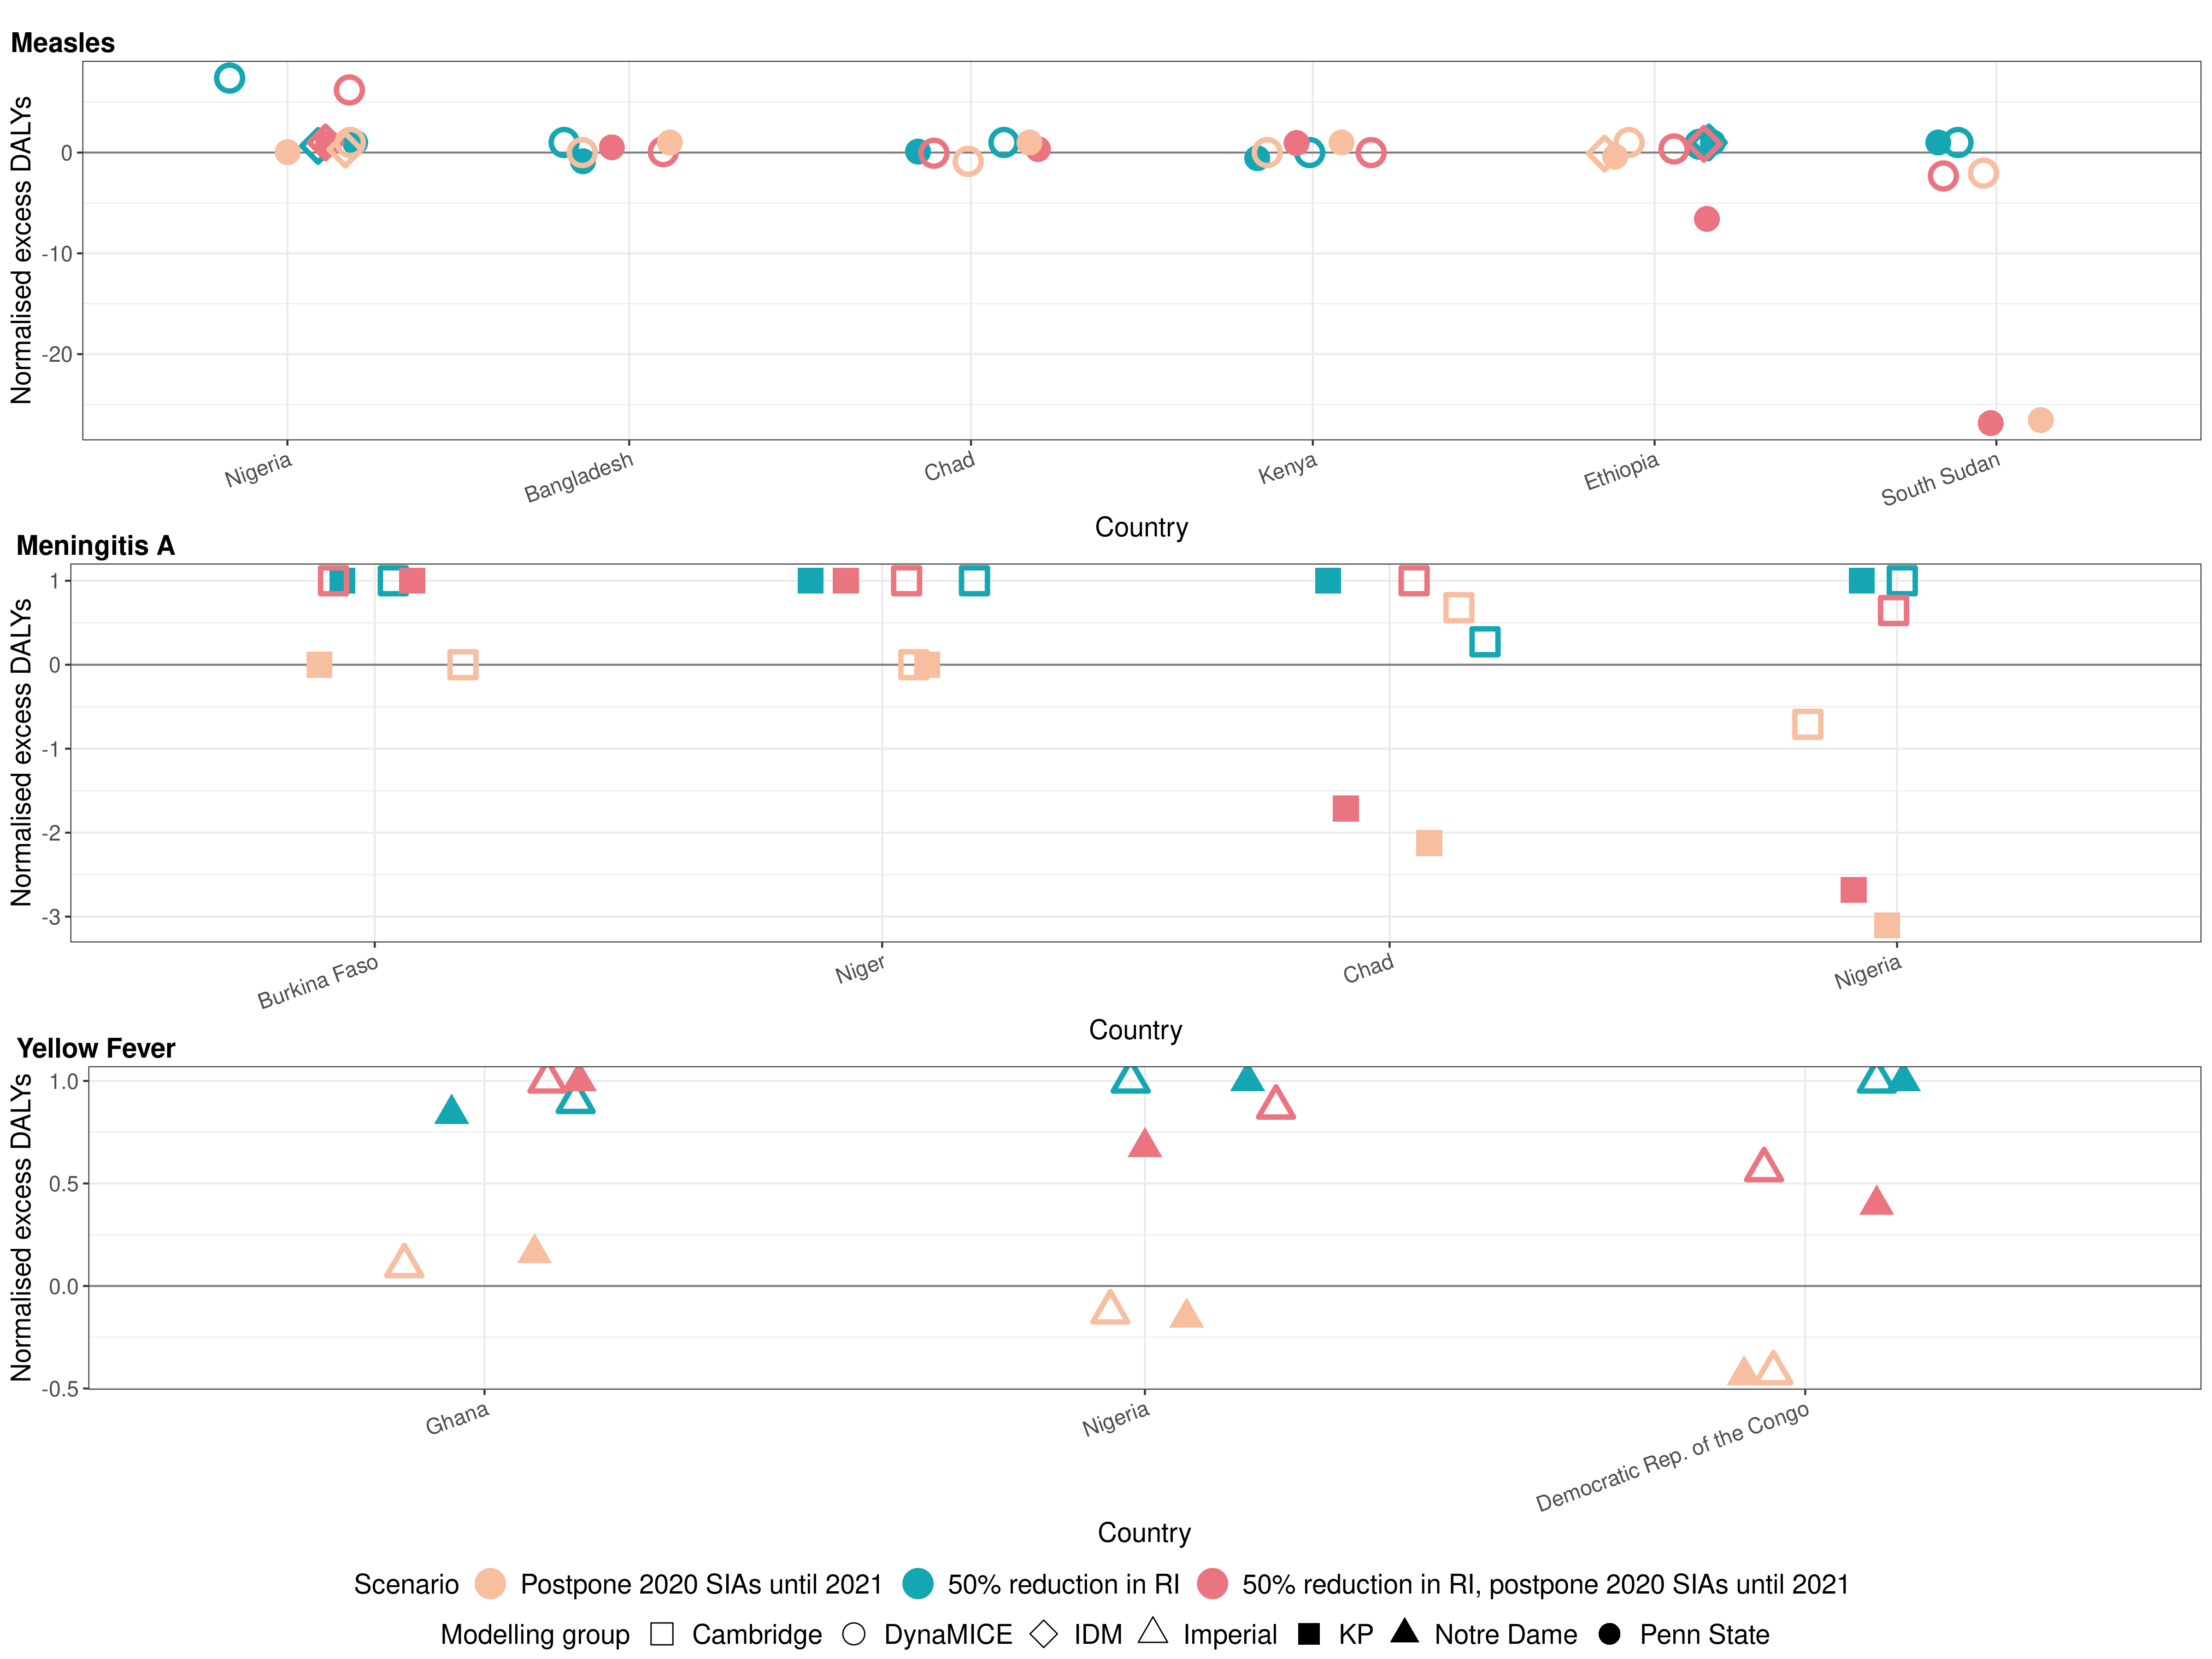 Measles
Normalised excess DALYs
0
-10
-20
Nigeria
Bangladesh
Chad
Kenya
Ethiopia
South Sudan
Country
Meningitis A
Normalised excess DALYs
1
0
-1
-2
-3
Burkina Faso
Niger
Chad
Nigeria
Country
Yellow Fever
Normalised excess DALYs
1.0
0.5
0.0
-0.5
Ghana
Nigeria
Democratic Rep. of the Congo
Country
Scenario Postpone 2020 SIAs until 2021 50% reduction in RI 50% reduction in RI, postpone 2020 SIAs until 2021
Modelling group Cambridge DynaMICE IDM Imperial KP Notre Dame Penn State